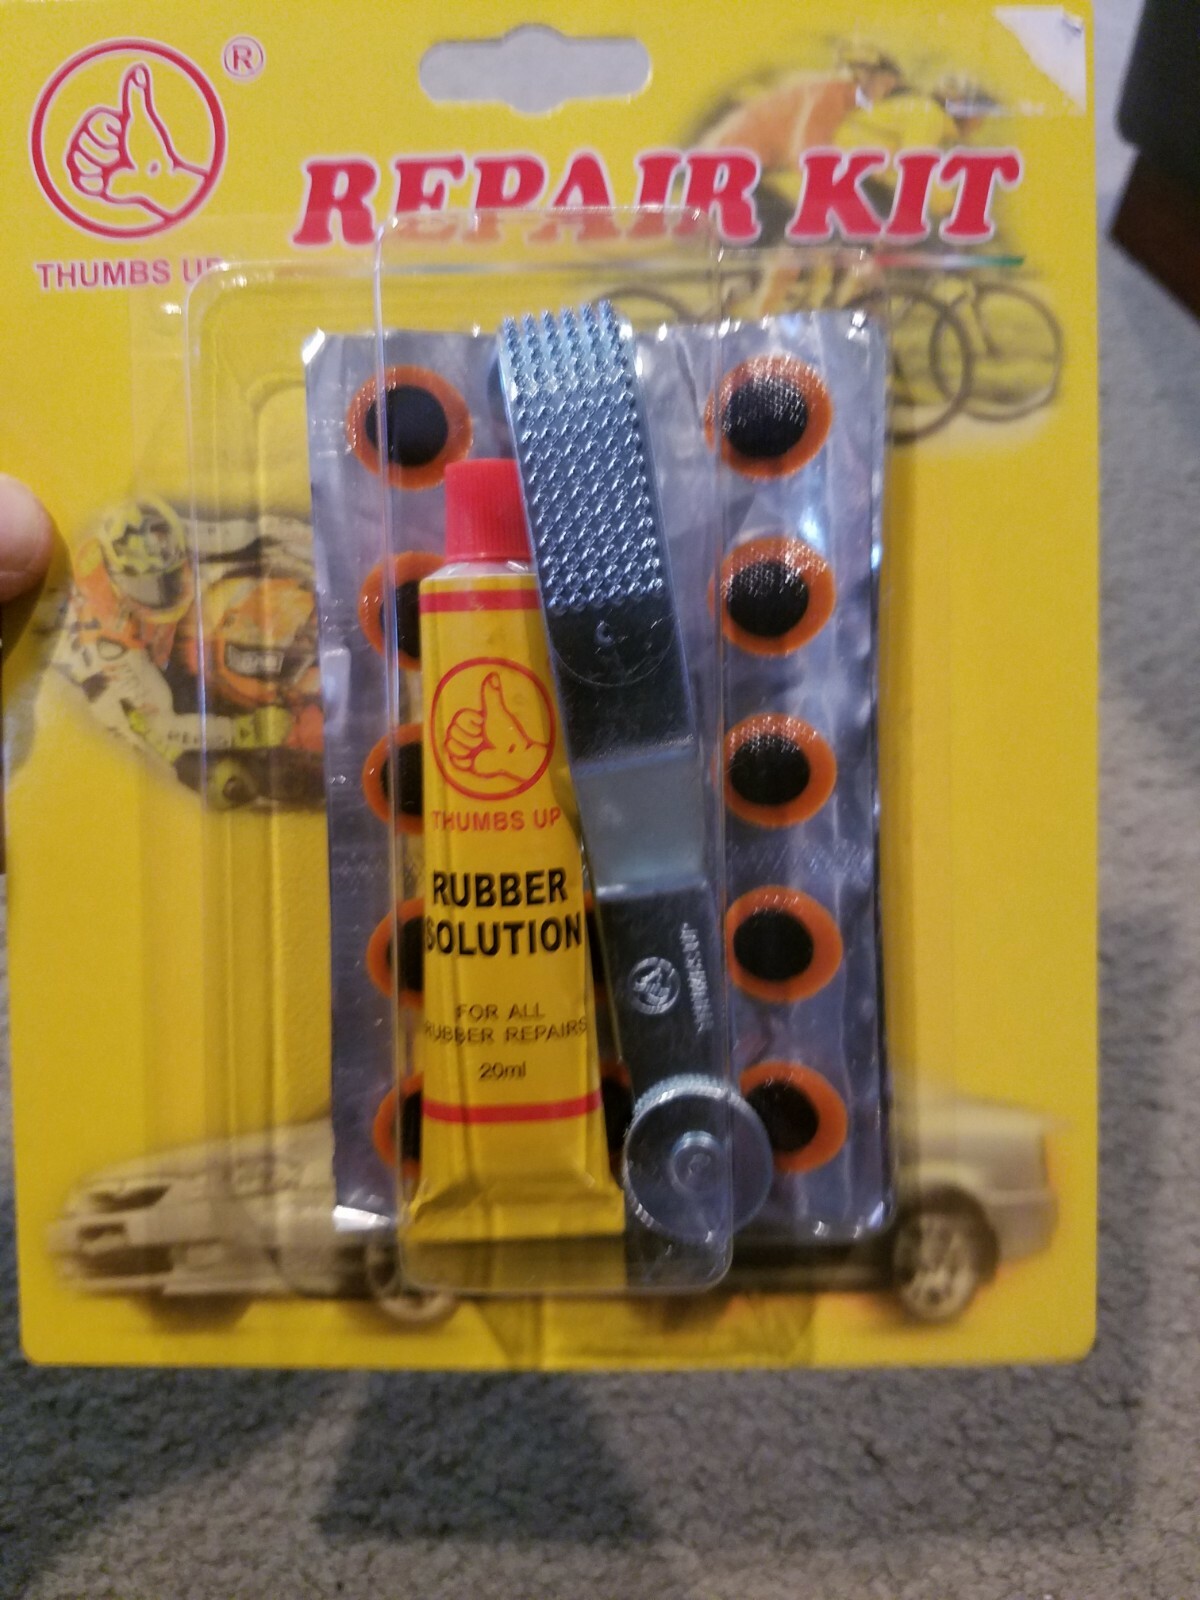 ®
REPAIR KIT
THUMBS UP
THUMBS UP
RUBBER
SOLUTION
FOR ALL
RUBBER REPAIRS
20ml